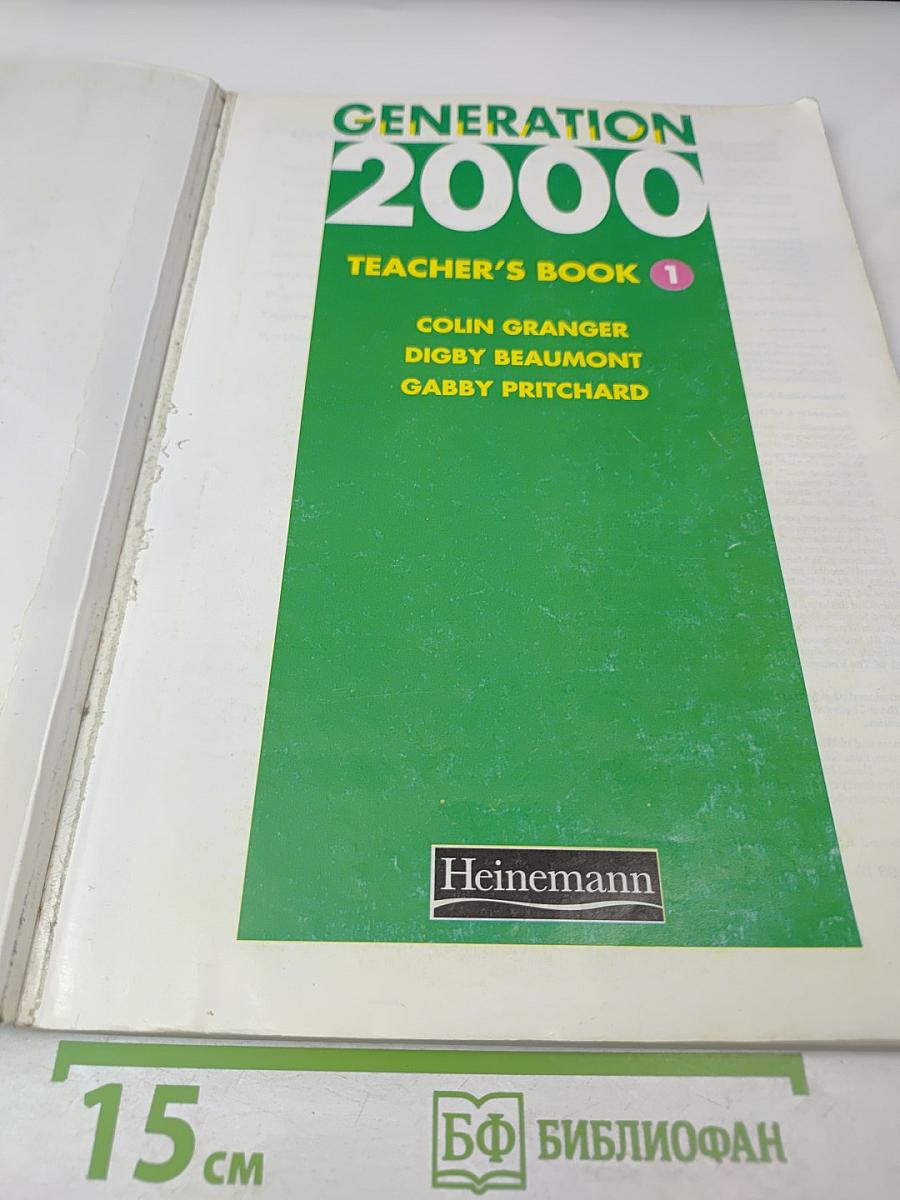 GENERATION
2000
TEACHER'S BOOK 1
COLIN GRANGER
DIGBY BEAUMONT
GABBY PRITCHARD
Heinemann
15 см
БФ БИБЛИОФАН